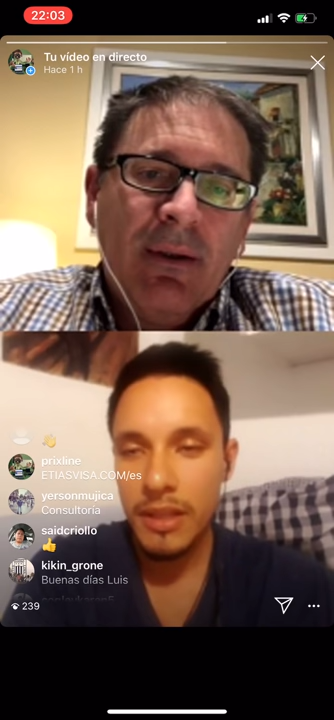 22:03
Tu vídeo en directo
Hace 1 h
prixline
ETIASVISA.COM/es
yersonmujica
Consultoria
saidcriollo
kikin_grone
Buenas días Luis
239